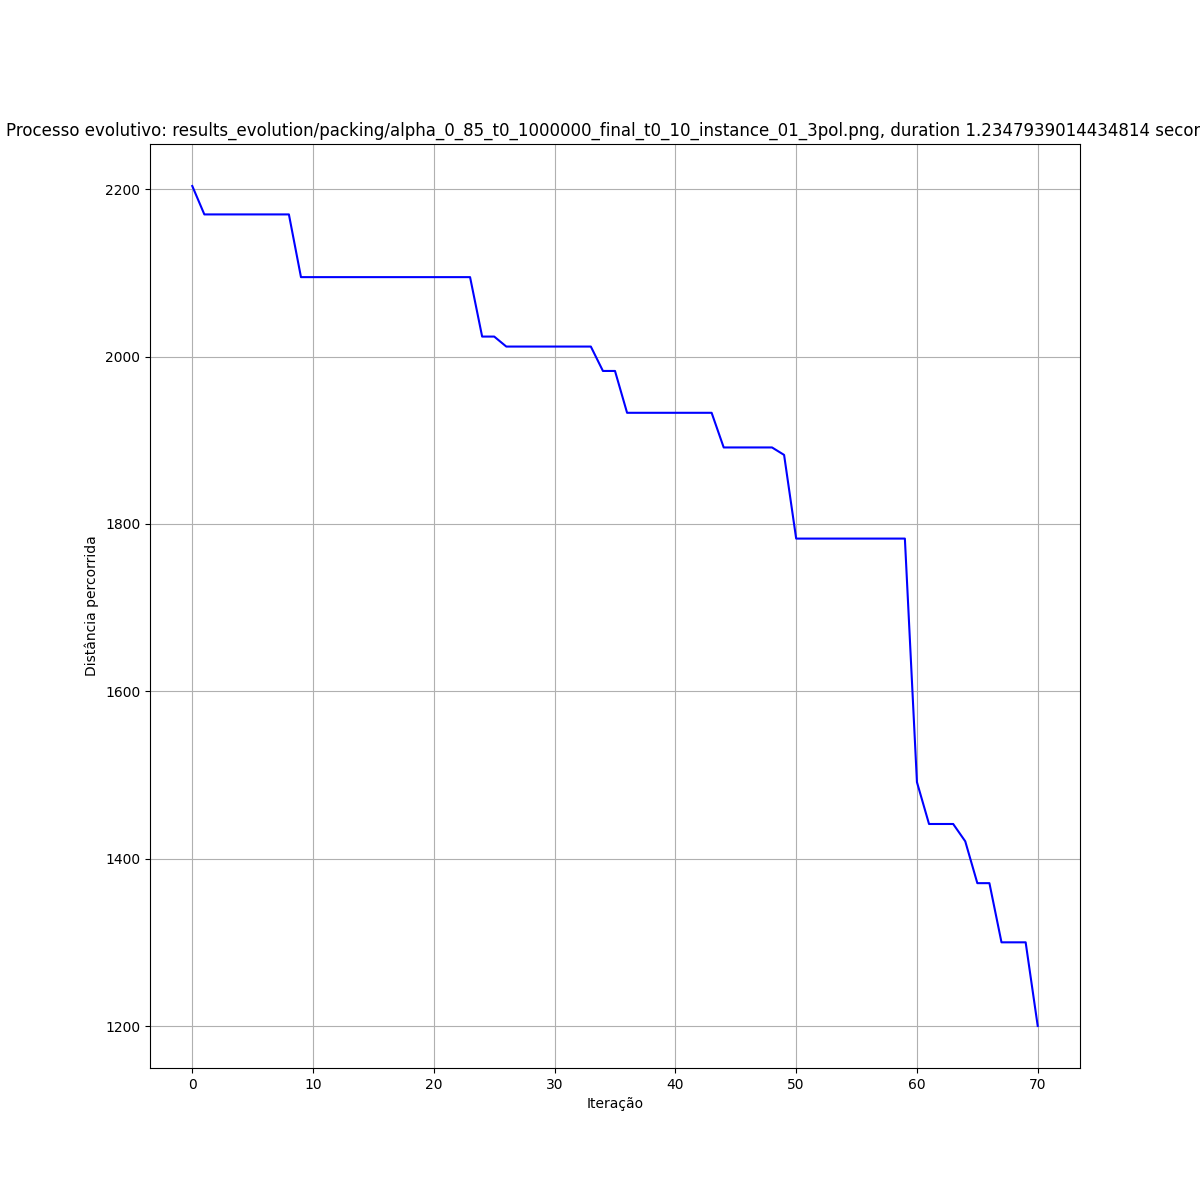 Processo evolutivo: results_evolution/packing/alpha_0_85_t0_1000000_final_t0_10_instance_01_3pol.png, duration 1.2347939014434814 secor
2200
2000
1800
1600
1400
1200
Distância percorrida
0 10 20 30 40 50 60 70
Iteração